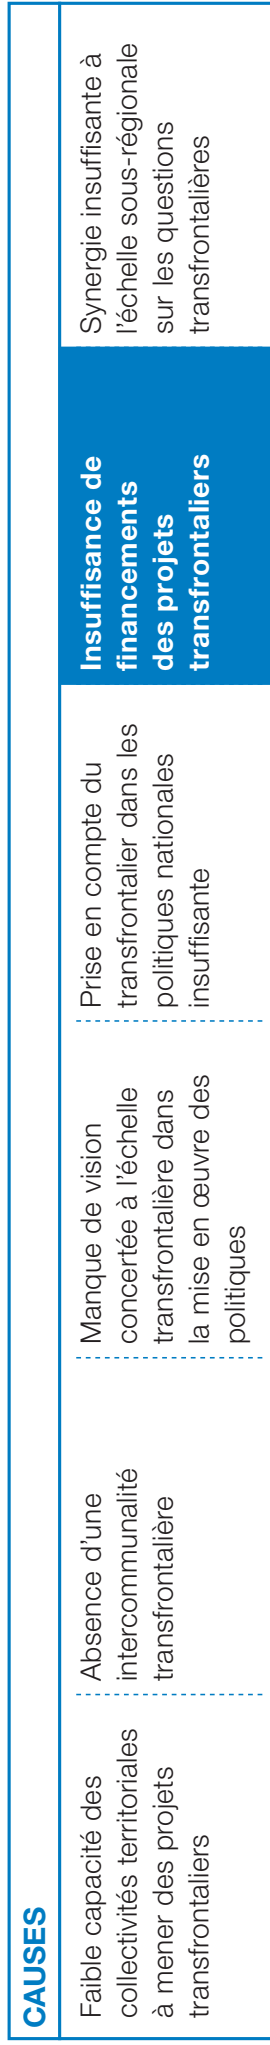 CAUSES
Faible capacité des
collectivités territoriales
à mener des projets
transfrontaliers
Absence d’une
intercommunalité
transfrontalière
Manque de vision
concertée à l’échelle
transfrontalière dans
la mise en œuvre des
politiques
Prise en compte du
transfrontalier dans les
politiques nationales
insuffisante
Insuffisance de
financements
des projets
transfrontaliers
Synergie insuffisante à
l’échelle sous-régionale
sur les questions
transfrontalières